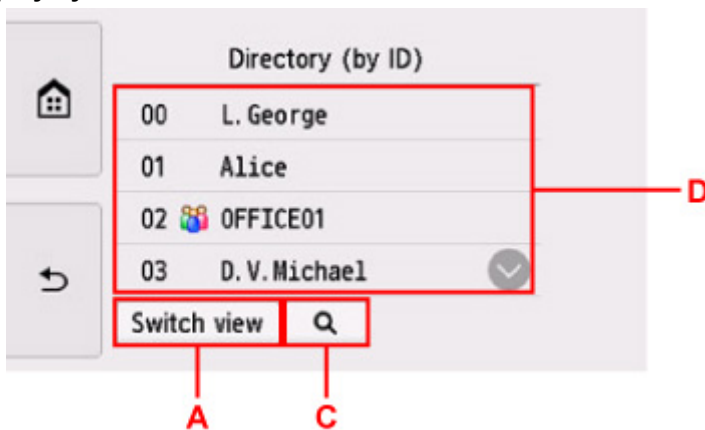 Directory (by ID)
00 L. George
01 Alice
02 OFFICE01
03 D. V. Michael
Switch view
D
A
C